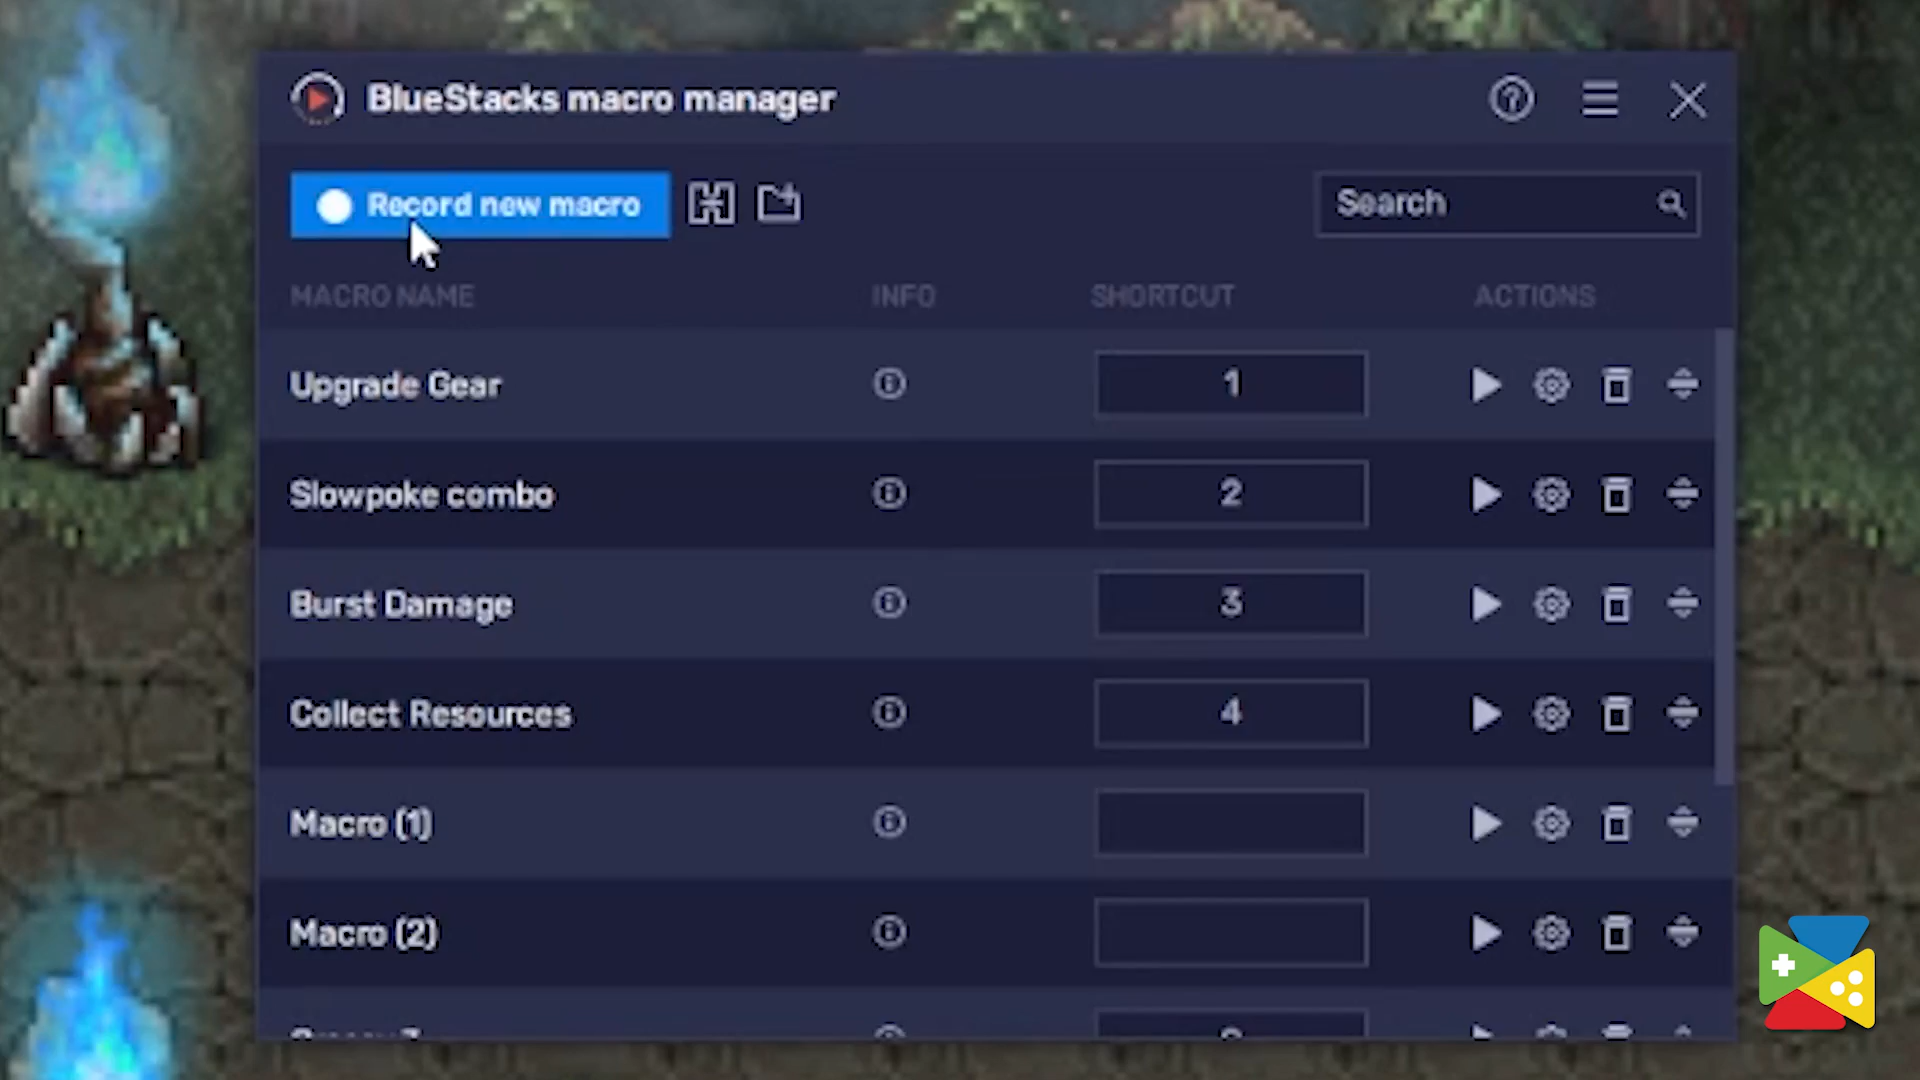 BlueStacks macro manager
Record new macro
Search
MACRO NAME INFO SHORTCUT ACTIONS
Upgrade Gear 1
Slowpoke combo 2
Burst Damage 3
Collect Resources 4
Macro (1)
Macro (2)